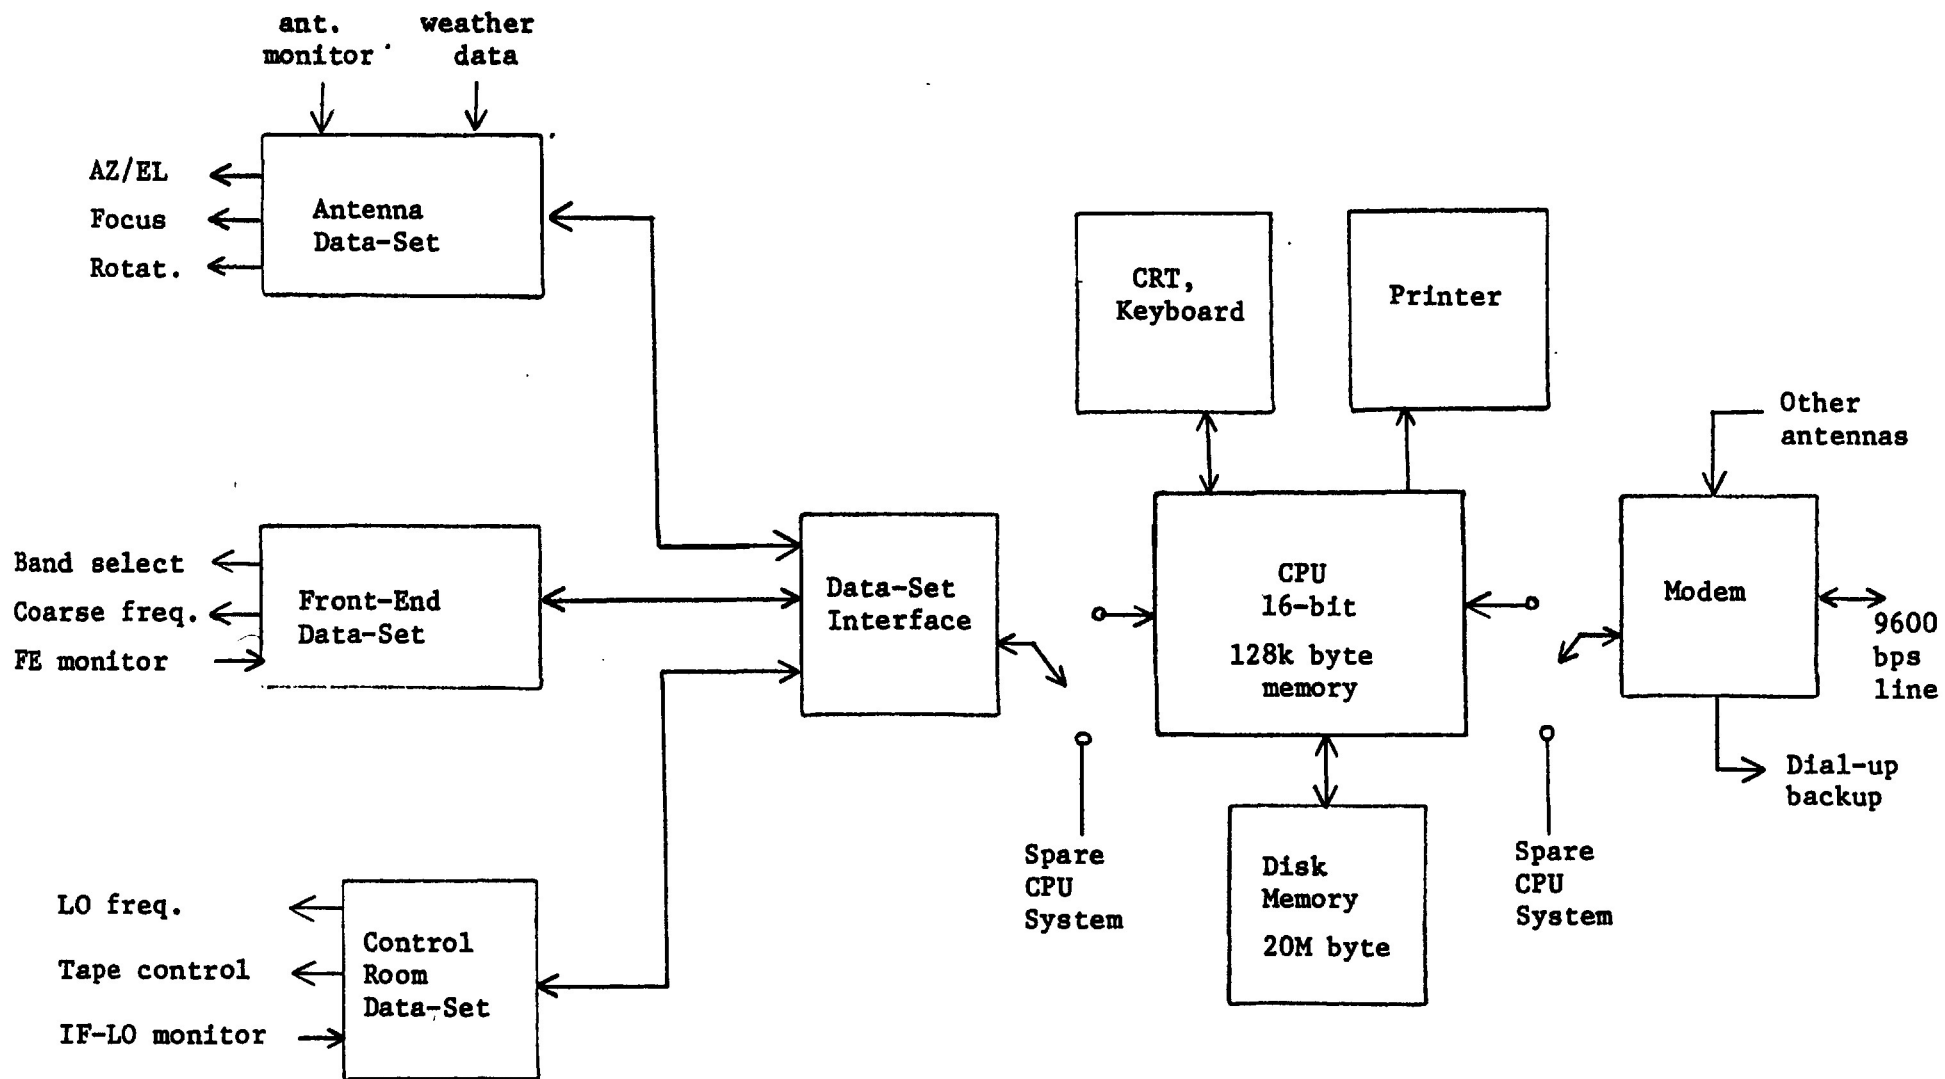 ant.
monitor
weather
data
AZ/EL
Focus
Rotat.
Antenna
Data-Set
CRT,
Keyboard
Printer
Other
antennas
Band select
Coarse freq.
FE monitor
Front-End
Data-Set
Data-Set
Interface
CPU
16-bit
128k byte
memory
Modem
9600
bps
line
Dial-up
backup
Spare
CPU
System
Disk
Memory
20M byte
Spare
CPU
System
LO freq.
Tape control
IF-LO monitor
Control
Room
Data-Set